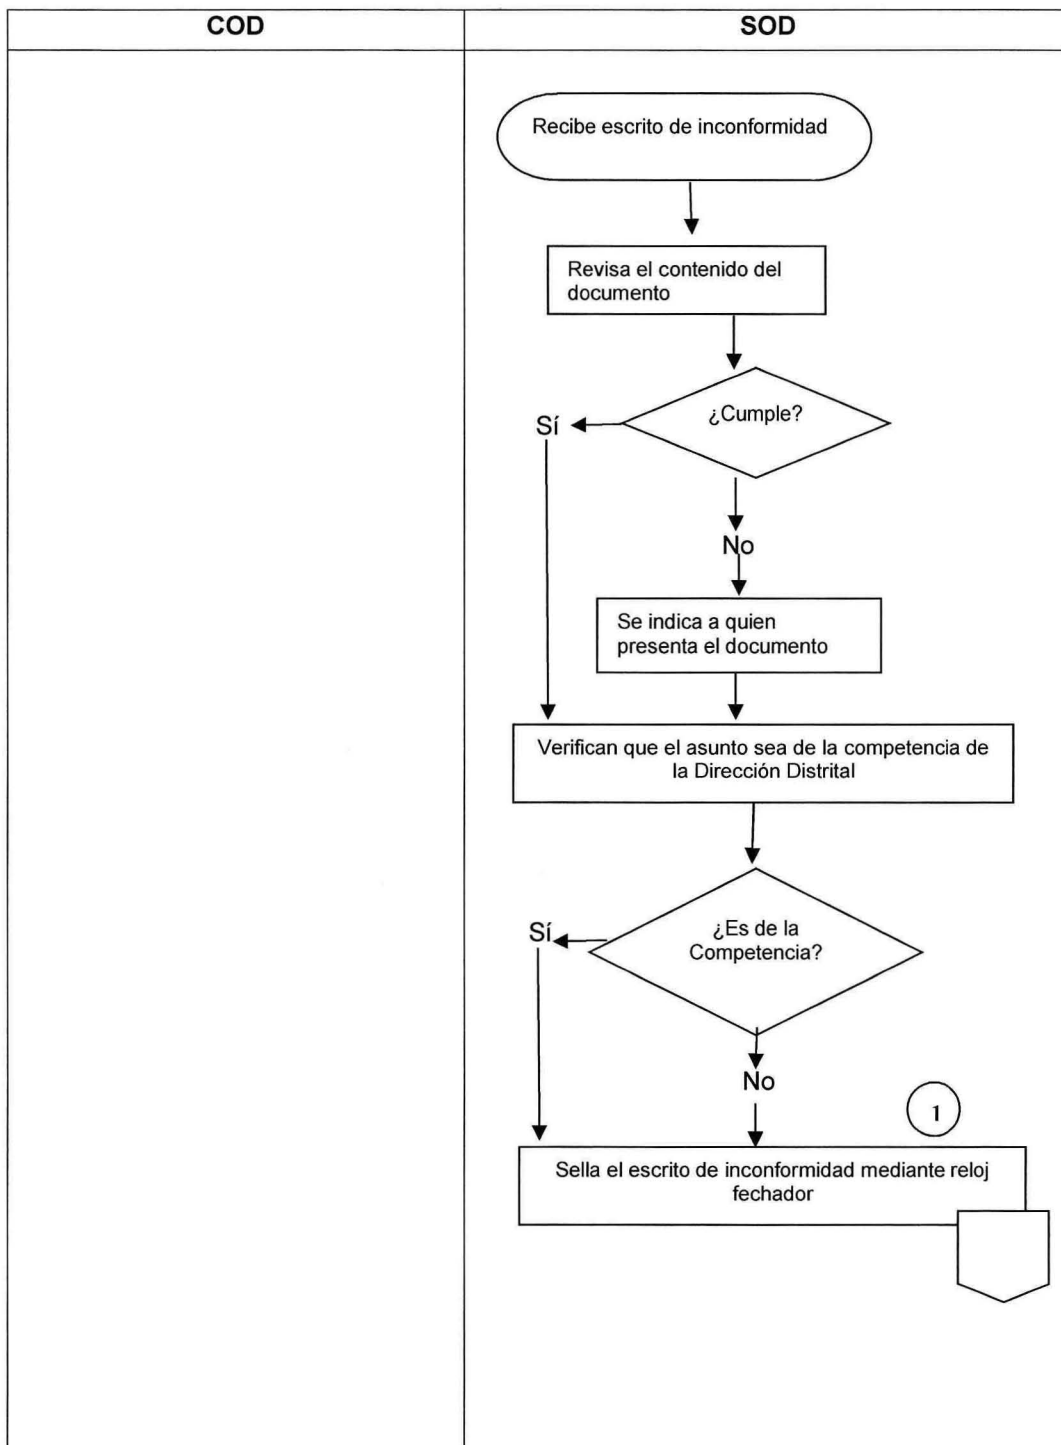 COD
SOD
Recibe escrito de inconformidad
Revisa el contenido del
documento
¿Cumple?
Sí
No
Se indica a quien
presenta el documento
Verifican que el asunto sea de la competencia de
la Dirección Distrital
¿Es de la
Competencia?
Sí
No
1
Sella el escrito de inconformidad mediante reloj
fechador